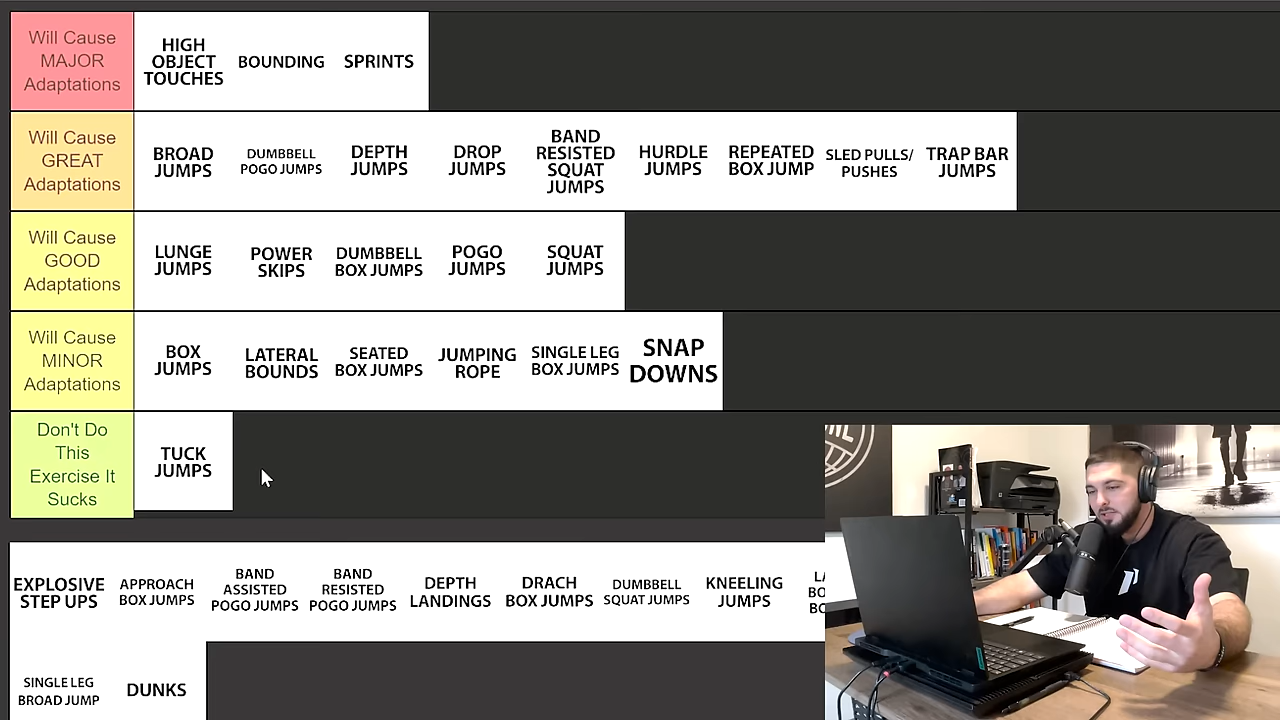 Will Cause
MAJOR
Adaptations
HIGH
OBJECT
TOUCHES
BOUNDING
SPRINTS
Will Cause
GREAT
Adaptations
BROAD
JUMPS
DUMBBELL
POGO JUMPS
DEPTH
JUMPS
DROP
JUMPS
BAND
RESISTED
SQUAT
JUMPS
HURDLE
JUMPS
REPEATED
BOX JUMP
SLED PULLS/
PUSHES
TRAP BAR
JUMPS
Will Cause
GOOD
Adaptations
LUNGE
JUMPS
POWER
SKIPS
DUMBBELL
BOX JUMPS
POGO
JUMPS
SQUAT
JUMPS
Will Cause
MINOR
Adaptations
BOX
JUMPS
LATERAL
BOUNDS
SEATED
BOX JUMPS
JUMPING
ROPE
SINGLE LEG
BOX JUMPS
SNAP
DOWNS
Don't Do
This
Exercise It
Sucks
TUCK
JUMPS
EXPLOSIVE
STEP UPS
APPROACH
BOX JUMPS
BAND
ASSISTED
POGO JUMPS
BAND
RESISTED
POGO JUMPS
DEPTH
LANDINGS
DRACH
BOX JUMPS
DUMBBELL
SQUAT JUMPS
KNEELING
JUMPS
SINGLE LEG
BROAD JUMP
DUNKS